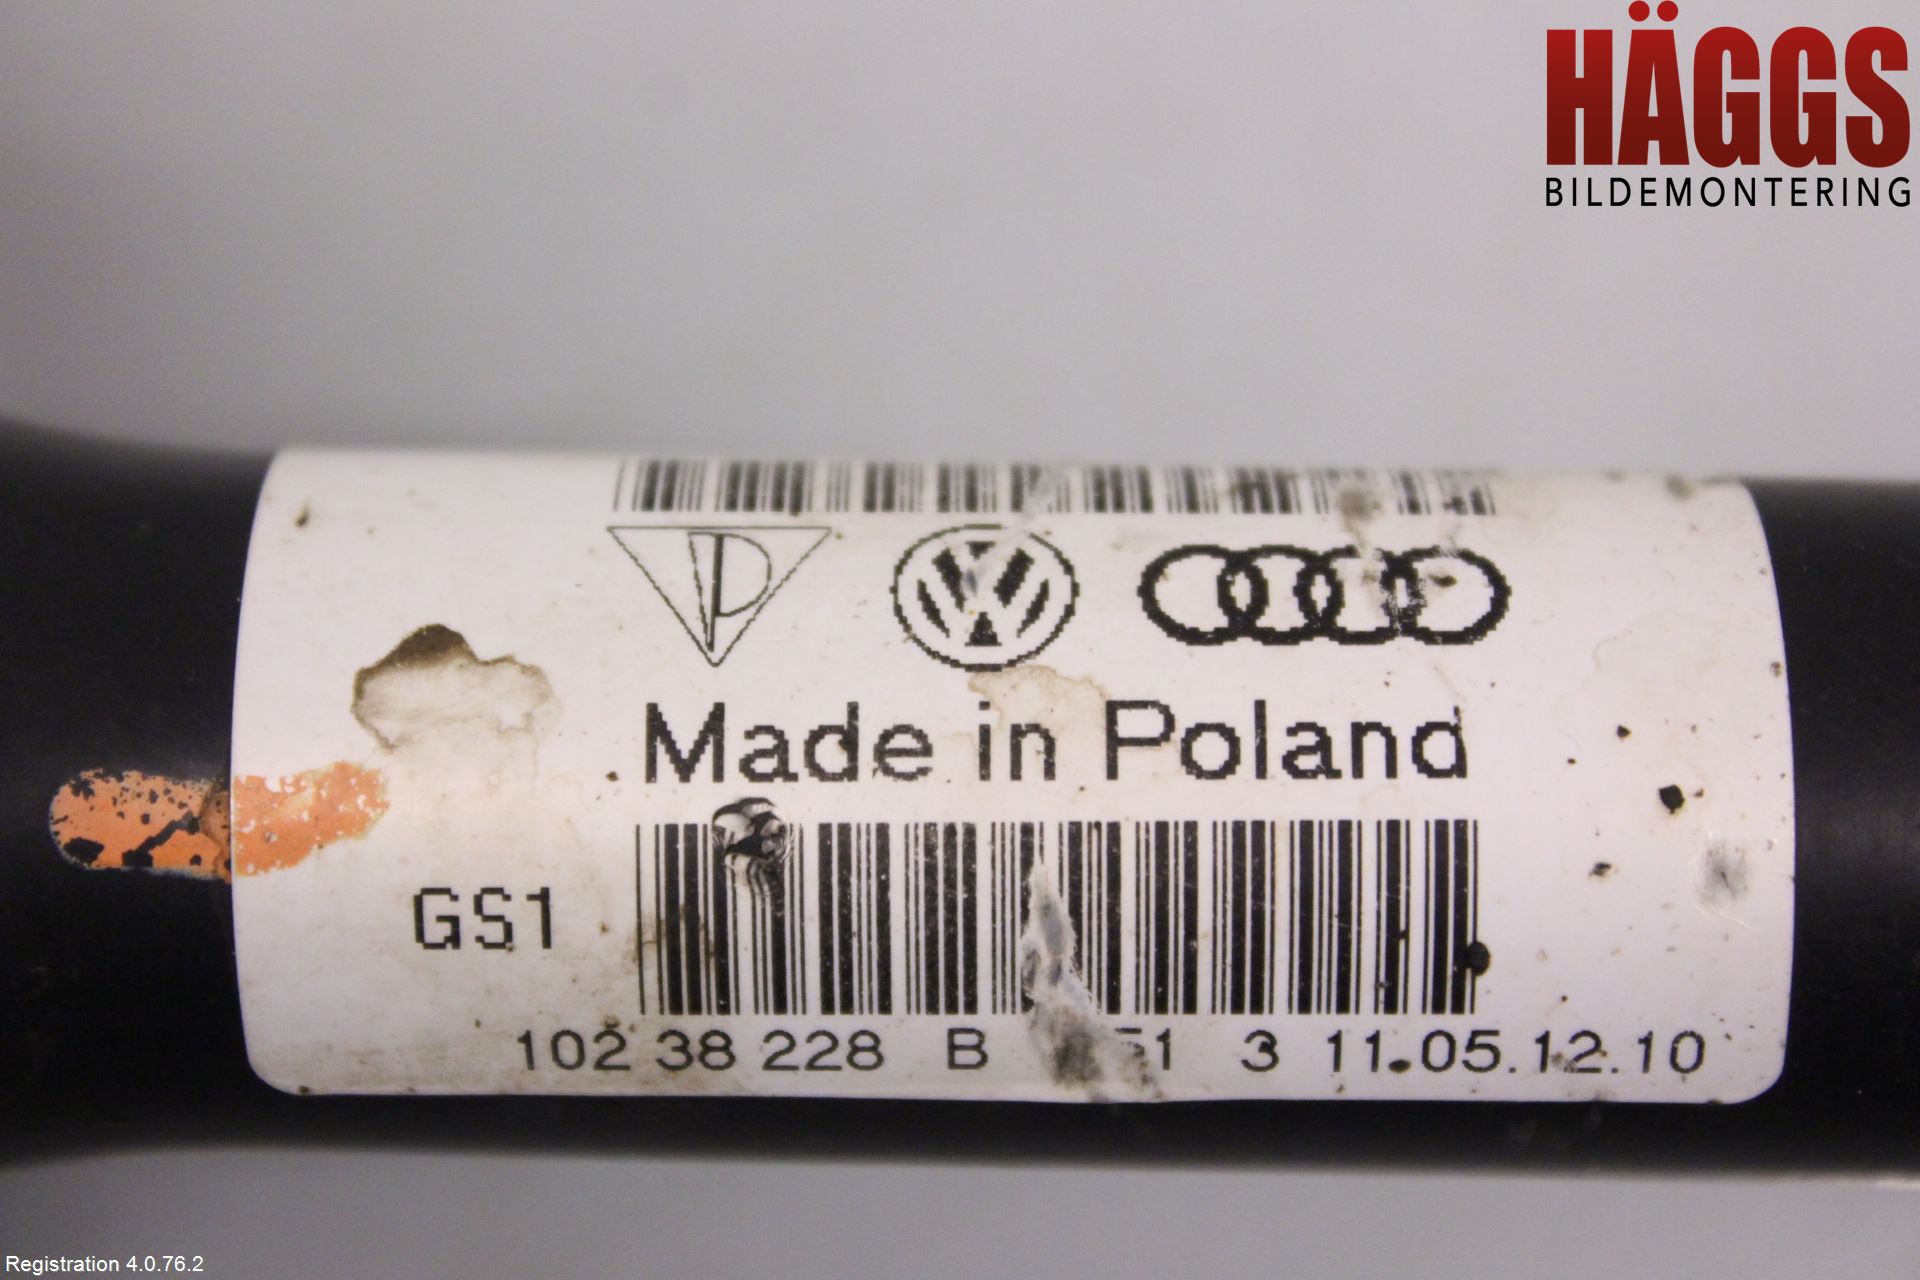 HÄGGS
BILDEMONTERING
Made in Poland
GS1
102 38 228 B 51 3 11.05.12.10
Registration 4.0.76.2